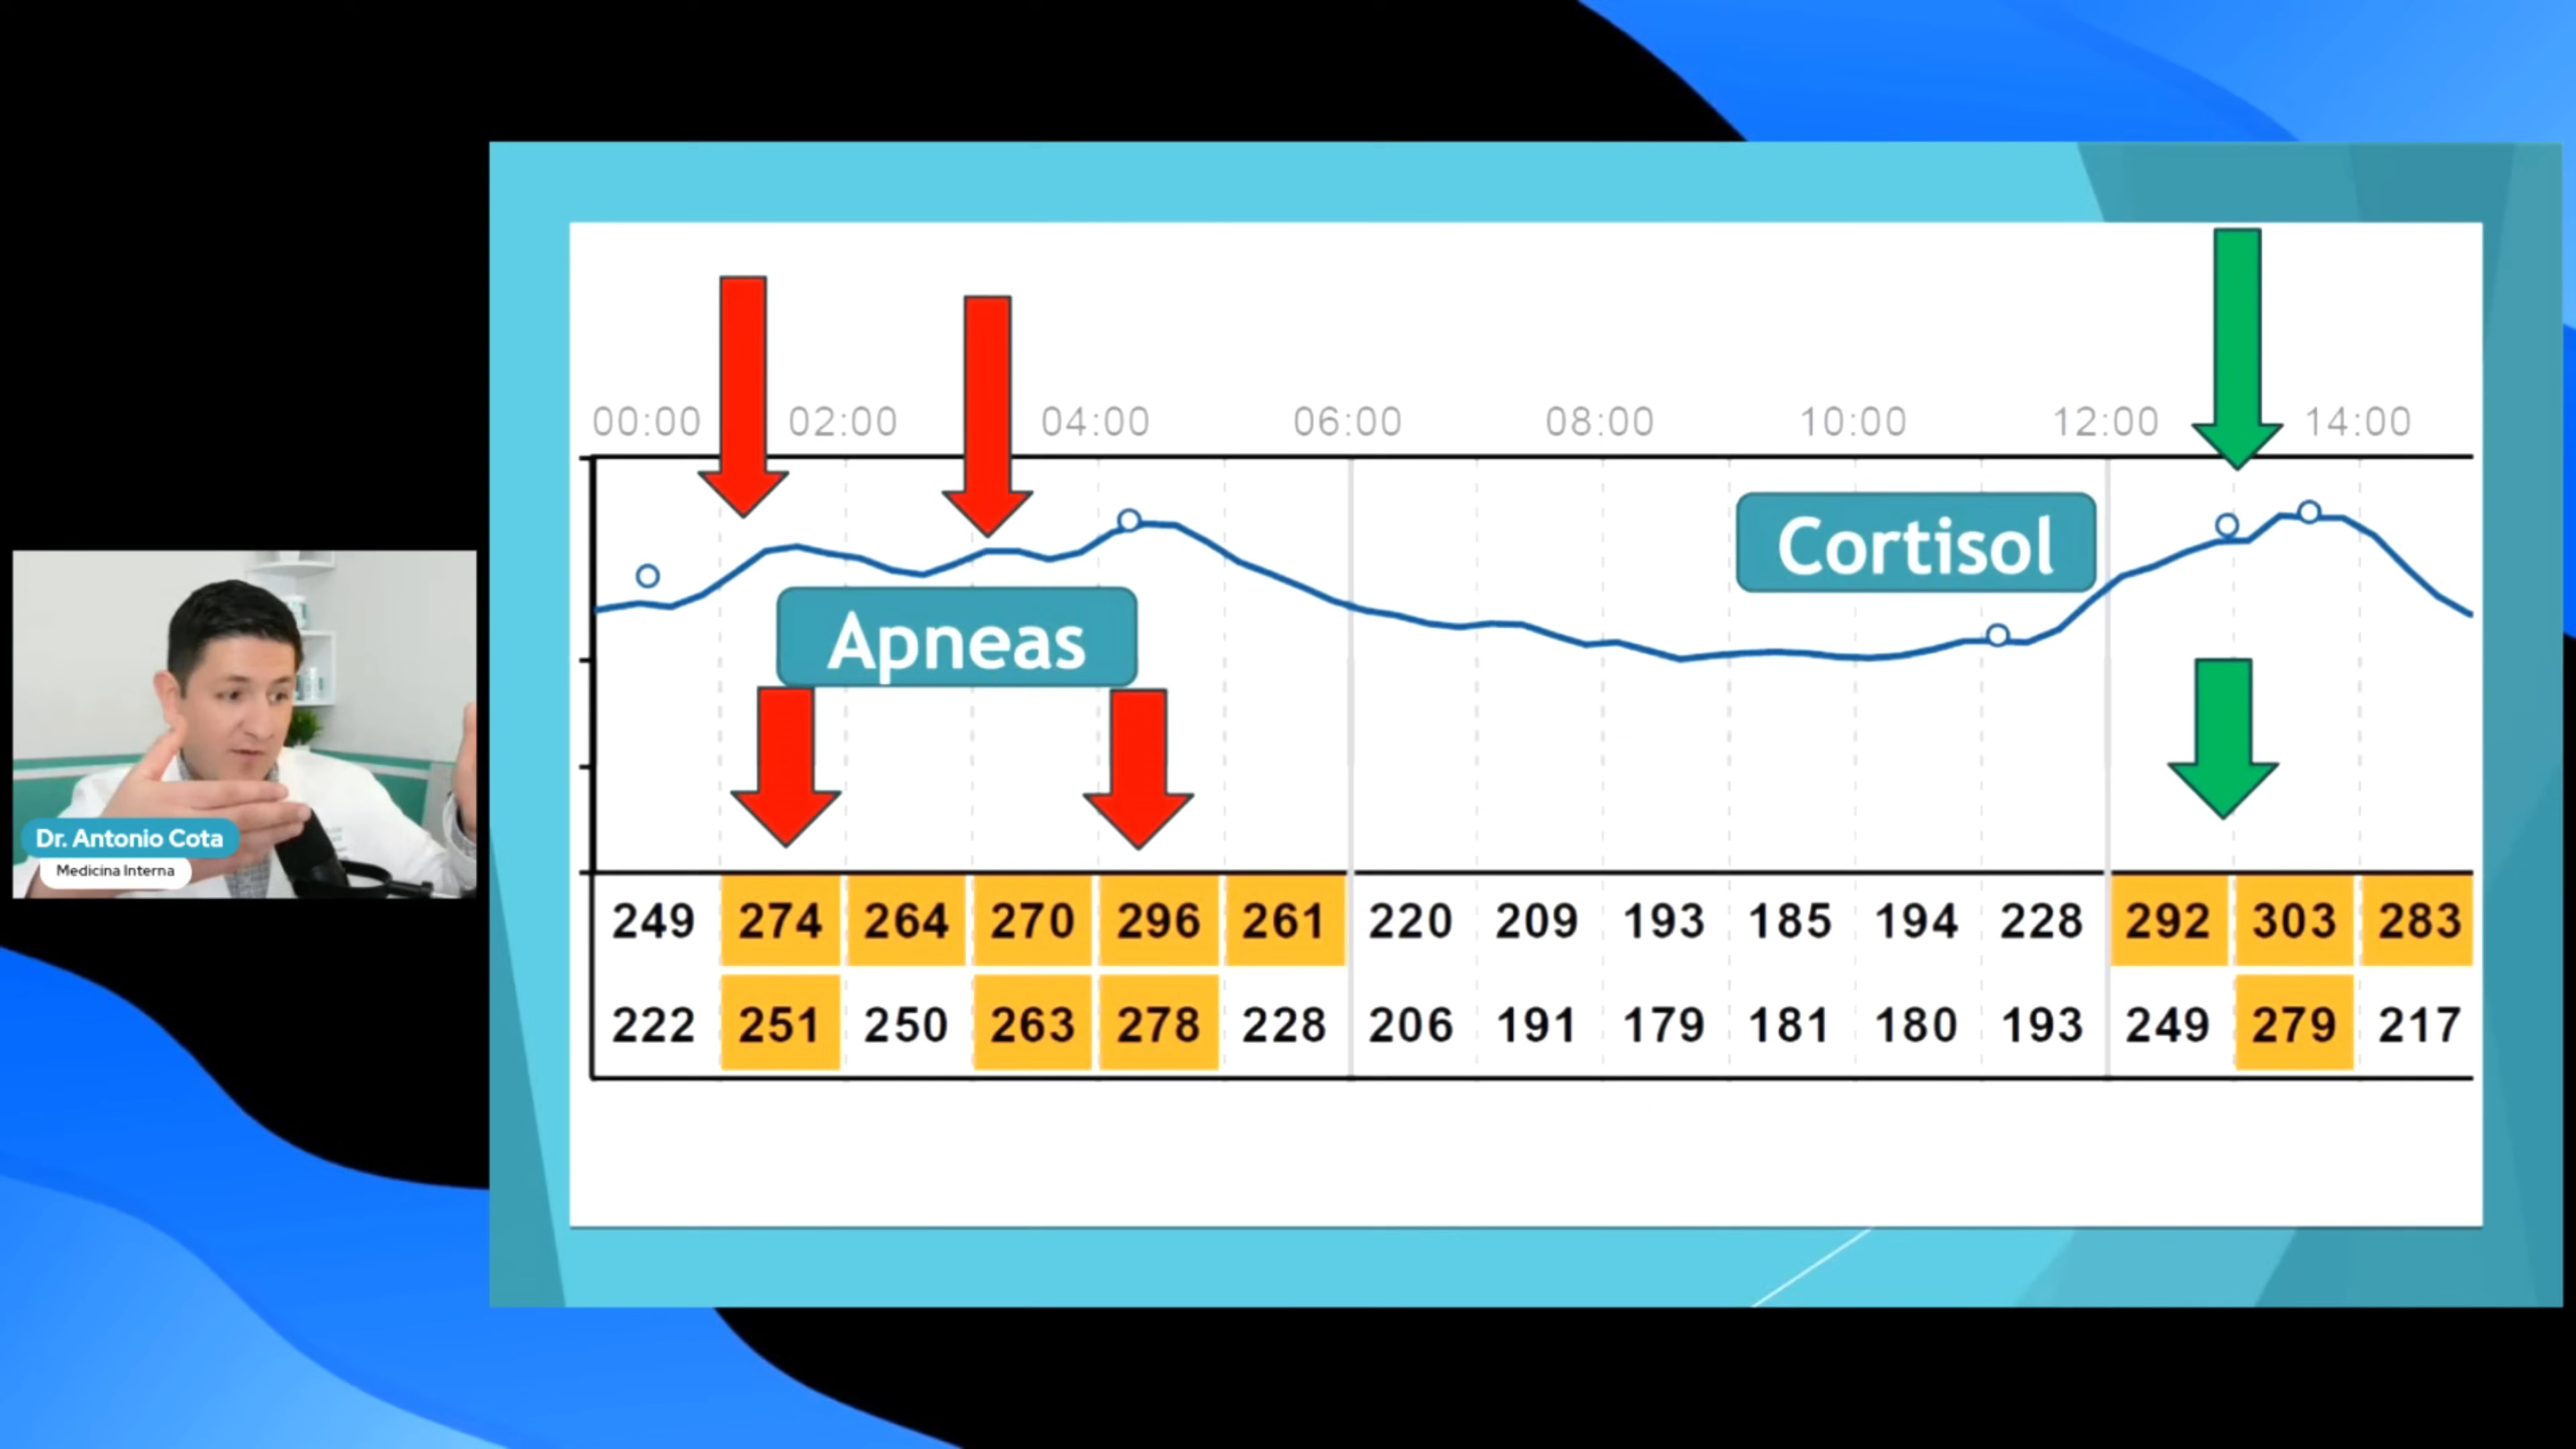 00:00 02:00 04:00 06:00 08:00 10:00 12:00 14:00
Cortisol
Apneas
Dr. Antonio Cota
Medicina Interna
249 274 264 270 296 261 220 209 193 185 194 228 292 303 283
222 251 250 263 278 228 206 191 179 181 180 193 249 279 217